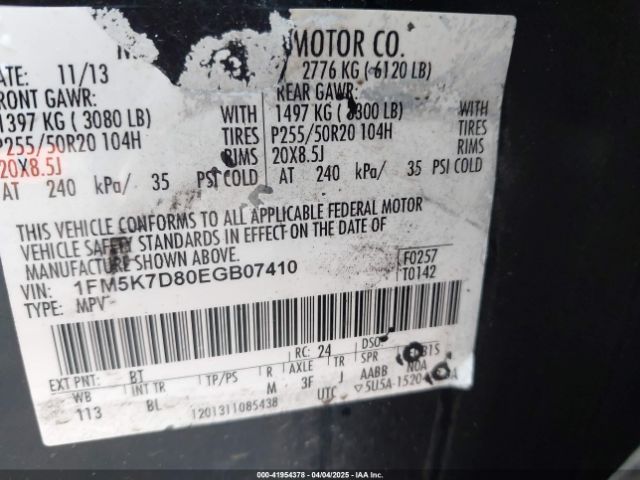 MOTOR CO.
DATE: 11/13
2776 KG ( 6120 LB)
FRONT GAWR:
REAR GAWR:
1397 KG ( 3080 LB)
WITH
1497 KG ( 3300 LB)
WITH
P255/50R20 104H
TIRES
P255/50R20 104H
TIRES
20X8.5J
RIMS
20X8.5J
RIMS
AT 240 kPa/ 35 PSI COLD
AT 240 kPa/ 35 PSI COLD
THIS VEHICLE CONFORMS TO ALL APPLICABLE FEDERAL MOTOR
VEHICLE SAFETY STANDARDS IN EFFECT ON THE DATE OF
MANUFACTURE SHOWN ABOVE.
VIN: 1FM5K7D80EGB07410
F0257
TYPE: MPV
T0142
EXT PNT: BT
RC: 24
DSO:
WB
INT TR
TP/PS
R
AXLE
TR
SPR
113
BL
M
3F
J
AABB
N0A
1201311085438
UTC
000-41954378 - 04/04/2025 - IAA Inc.